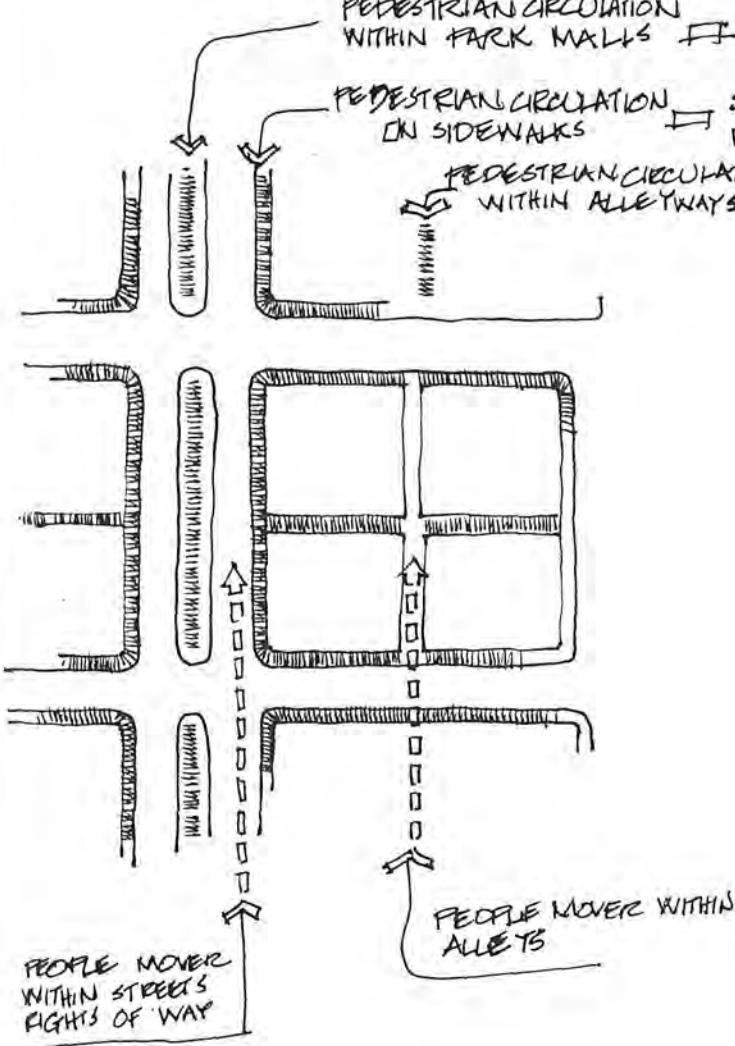 PEDESTRIAN CIRCULATION
WITHIN PARK MALLS
PEDESTRIAN CIRCULATION
ON SIDEWALKS
PEDESTRIAN CIRCULA
WITHIN ALLEYWAYS
PEOPLE MOVER WITHIN
ALLEYS
PEOPLE MOVER
WITHIN STREETS
RIGHTS OF WAY